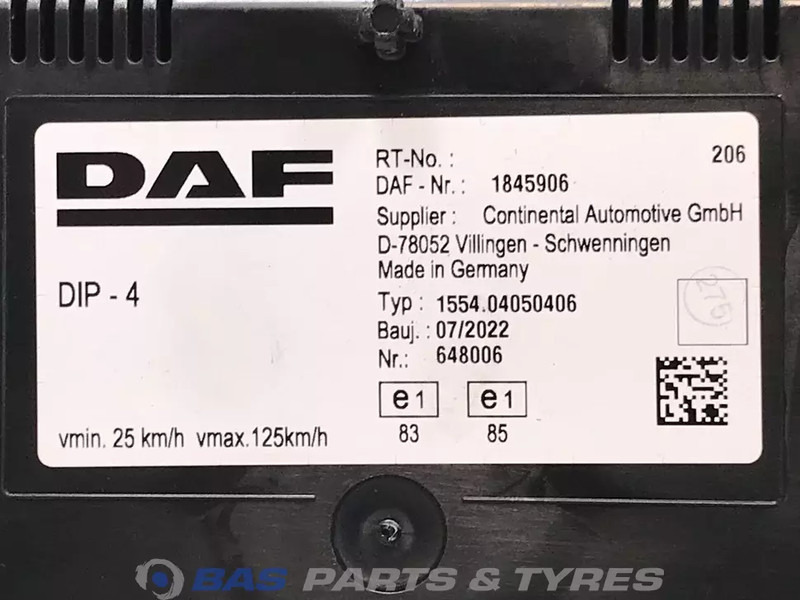 DAF
DIP - 4
vmin. 25 km/h vmax.125km/h
RT-No. : 206
DAF - Nr. : 1845906
Supplier : Continental Automotive GmbH
D-78052 Villingen - Schwenningen
Made in Germany
Typ : 1554.04050406
Bauj. : 07/2022
Nr.: 648006
e1 e1
83 85
275
BAS PARTS & TYRES